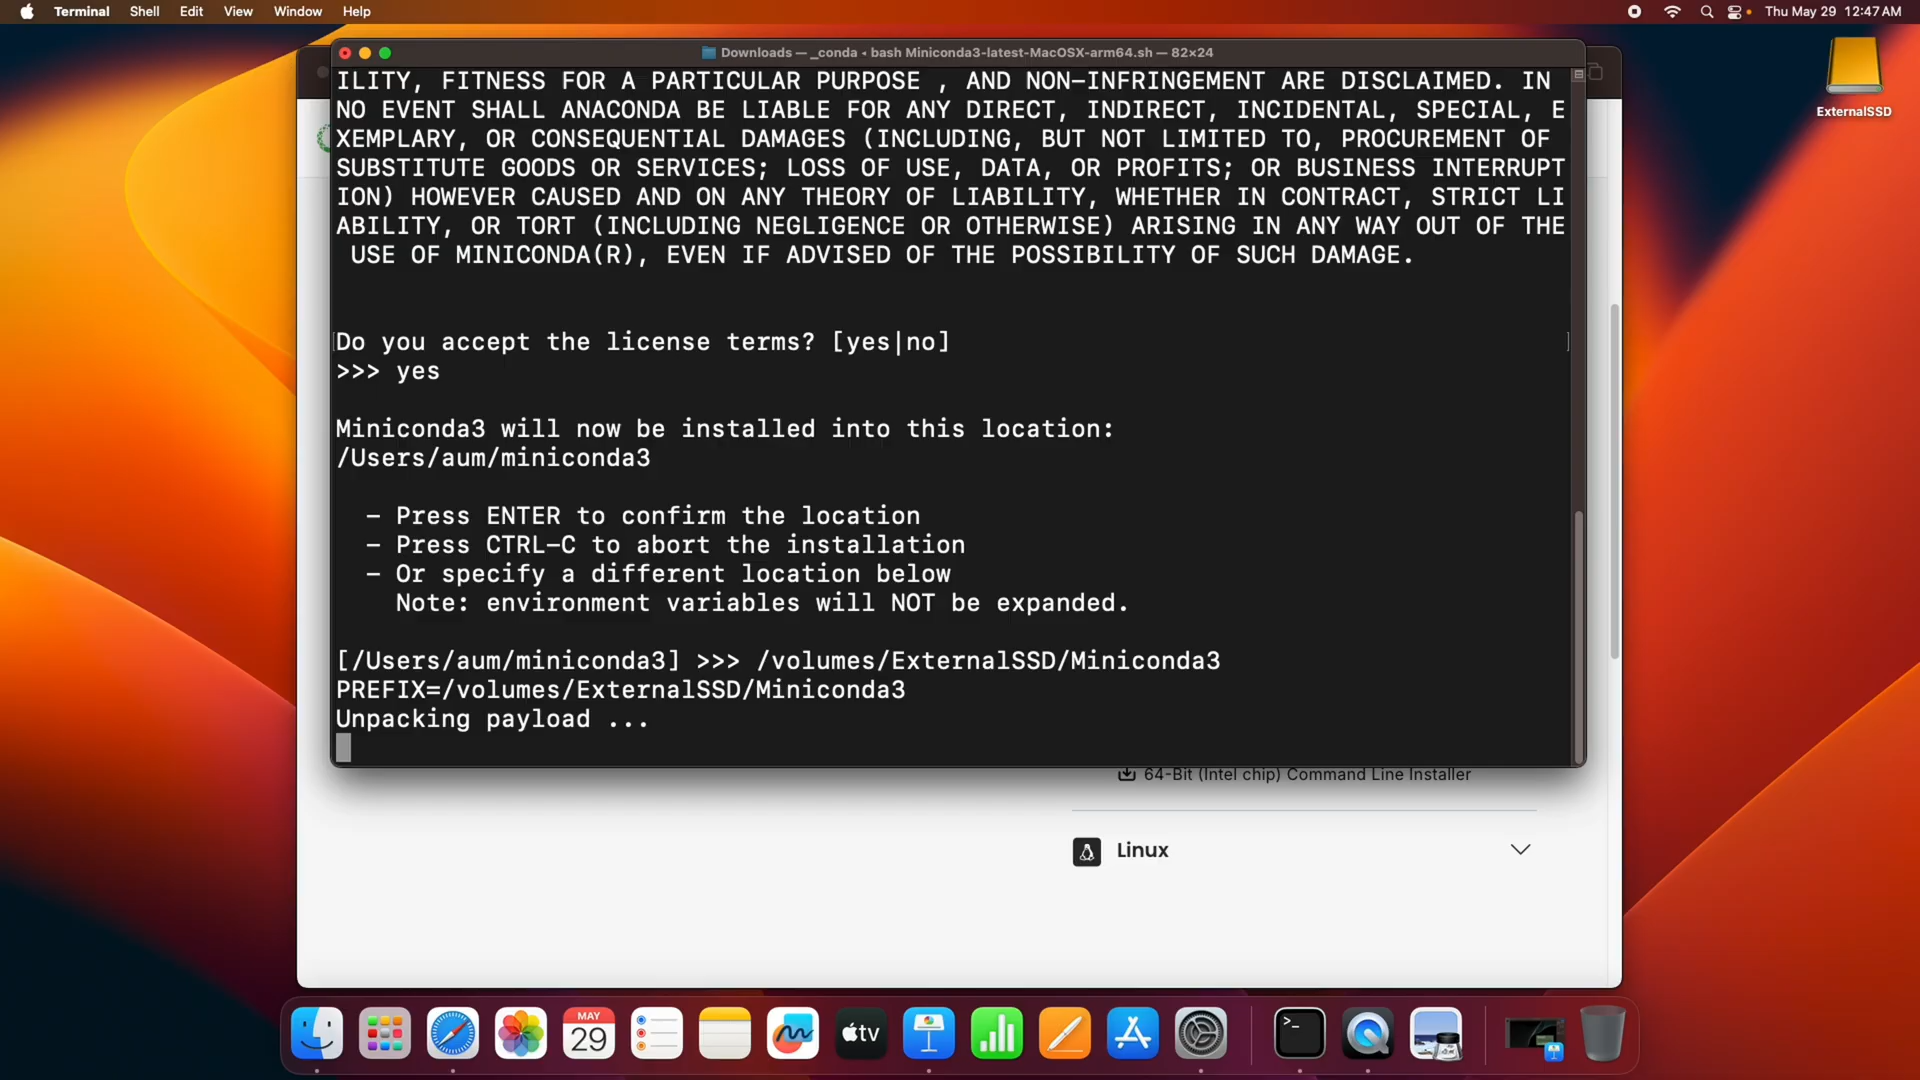 Terminal Shell Edit View Window Help
Thu May 29 12:47 AM
Downloads — _conda ◂ bash Miniconda3-latest-MacOSX-arm64.sh — 82×24
ExternalSSD
ILITY, FITNESS FOR A PARTICULAR PURPOSE , AND NON-INFRINGEMENT ARE DISCLAIMED. IN
NO EVENT SHALL ANACONDA BE LIABLE FOR ANY DIRECT, INDIRECT, INCIDENTAL, SPECIAL, E
XEMPLARY, OR CONSEQUENTIAL DAMAGES (INCLUDING, BUT NOT LIMITED TO, PROCUREMENT OF
SUBSTITUTE GOODS OR SERVICES; LOSS OF USE, DATA, OR PROFITS; OR BUSINESS INTERRUPT
ION) HOWEVER CAUSED AND ON ANY THEORY OF LIABILITY, WHETHER IN CONTRACT, STRICT LI
ABILITY, OR TORT (INCLUDING NEGLIGENCE OR OTHERWISE) ARISING IN ANY WAY OUT OF THE
 USE OF MINICONDA(R), EVEN IF ADVISED OF THE POSSIBILITY OF SUCH DAMAGE.
Do you accept the license terms? [yes|no]
>>> yes
Miniconda3 will now be installed into this location:
/Users/aum/miniconda3
  - Press ENTER to confirm the location
  - Press CTRL-C to abort the installation
  - Or specify a different location below
    Note: environment variables will NOT be expanded.
[/Users/aum/miniconda3] >>> /volumes/ExternalSSD/Miniconda3
PREFIX=/volumes/ExternalSSD/Miniconda3
Unpacking payload ...
64-Bit (Intel chip) Command Line Installer
Linux
MAY
29
tv
>_